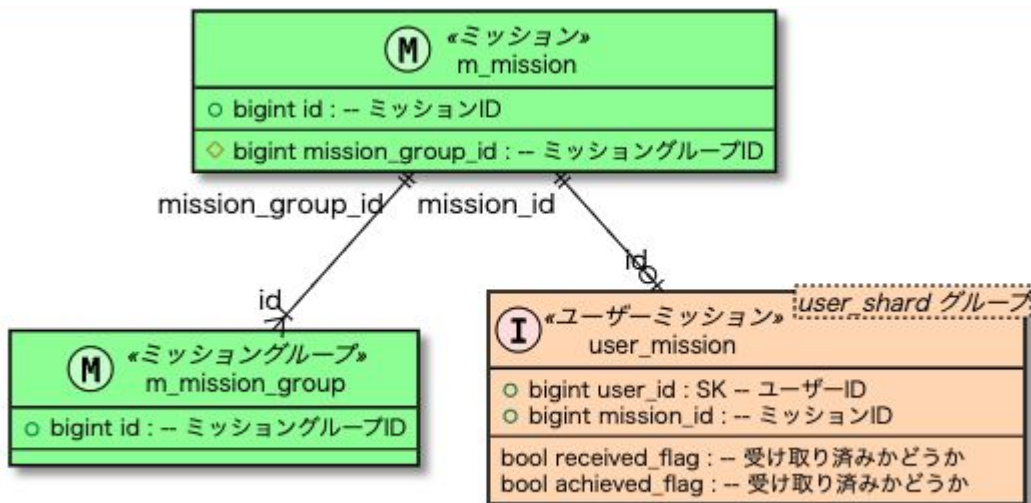 M
«ミッション»
m_mission
bigint id : -- ミッションID
bigint mission_group_id : -- ミッショングループID
mission_group_id
mission_id
id
id
M
«ミッショングループ»
m_mission_group
bigint id : -- ミッショングループID
user_shard グループ
I
«ユーザーミッション»
user_mission
bigint user_id : SK -- ユーザーID
bigint mission_id : -- ミッションID
bool received_flag : -- 受け取り済みかどうか
bool achieved_flag : -- 受け取り済みかどうか